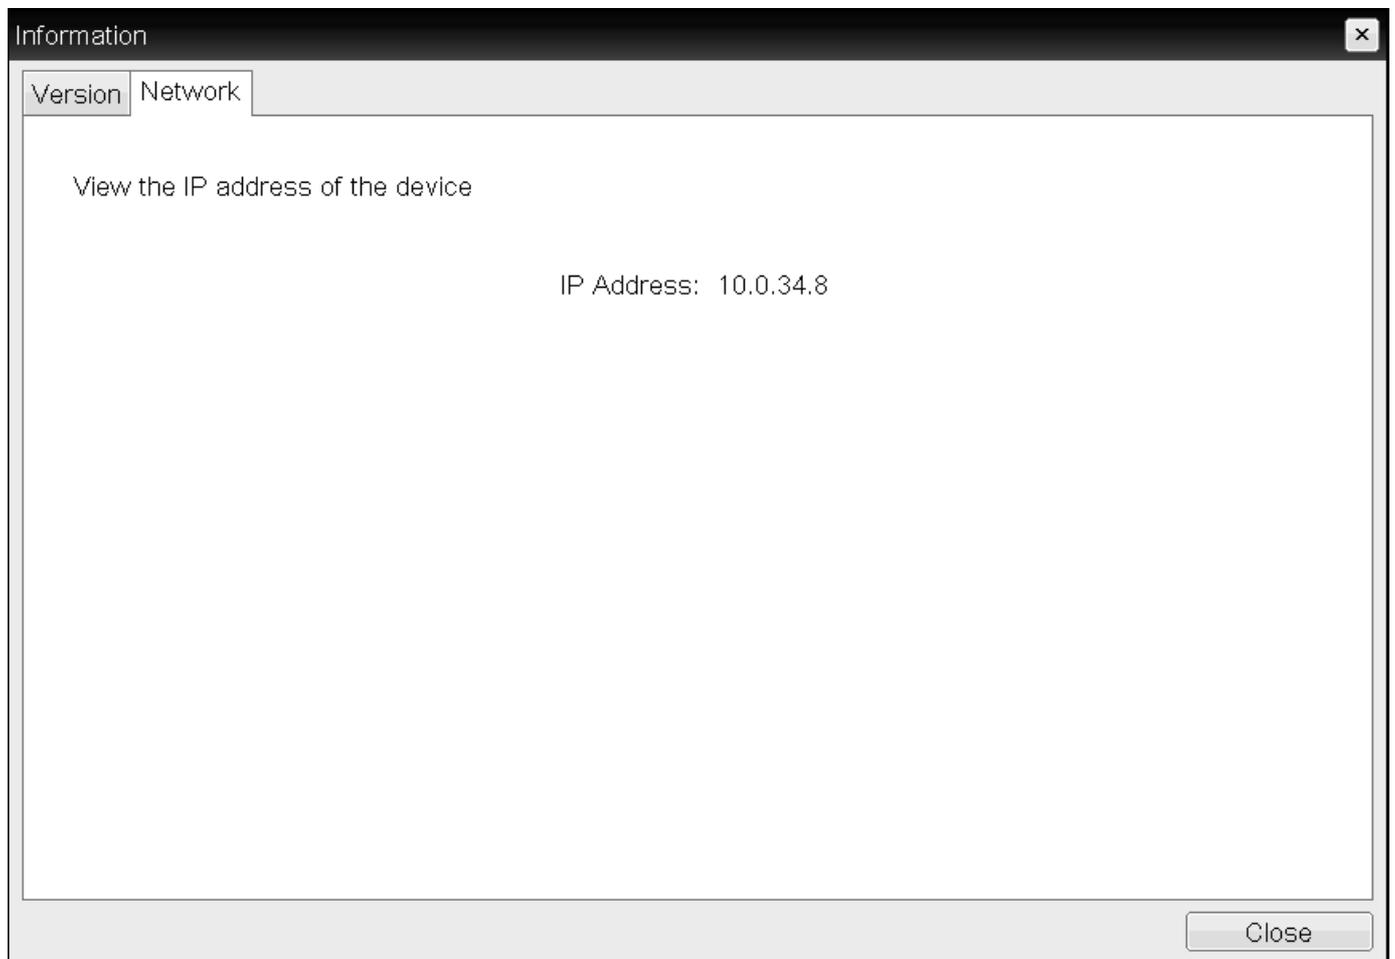 Information
Version Network
View the IP address of the device
IP Address: 10.0.34.8
Close